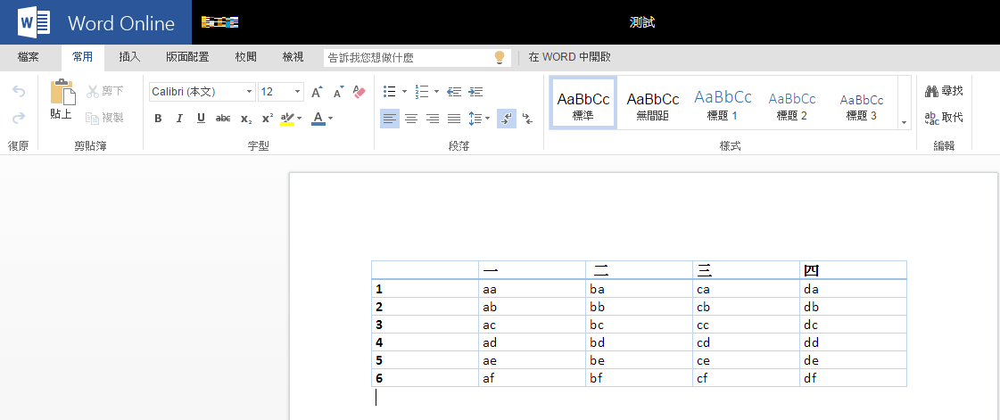 Word Online 測試
檔案 常用 插入 版面配置 校閱 檢視 告訴我您想做什麼 在 WORD 中開啟
貼上 剪下 Calibri (本文) 12 AaBbCc AaBbCc AaBbCc AaBbCc AaBbCc 尋找
複製 B I U abc x₂ x² A 標準 無間距 標題 1 標題 2 標題 3 取代
復原 剪貼簿 字型 段落 樣式 編輯
一 二 三 四
1 aa ba ca da
2 ab bb cb db
3 ac bc cc dc
4 ad bd cd dd
5 ae be ce de
6 af bf cf df